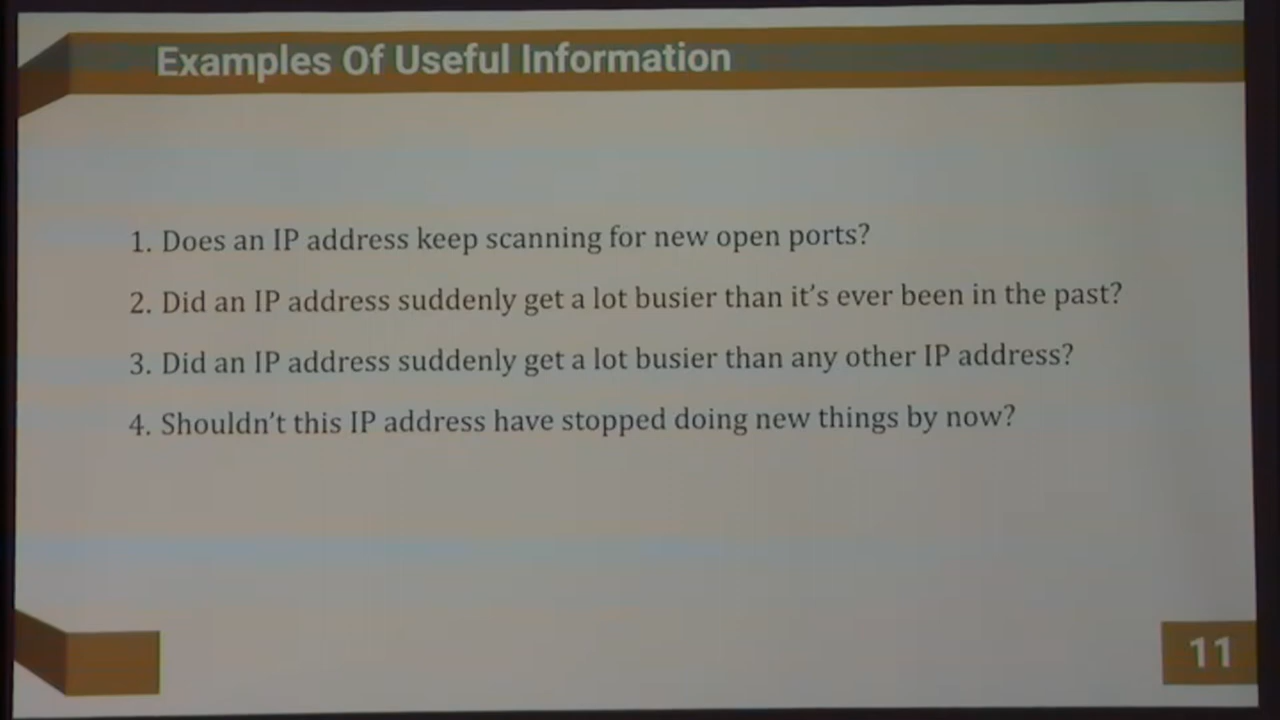 Examples Of Useful Information
1. Does an IP address keep scanning for new open ports?
2. Did an IP address suddenly get a lot busier than it's ever been in the past?
3. Did an IP address suddenly get a lot busier than any other IP address?
4. Shouldn't this IP address have stopped doing new things by now?
11